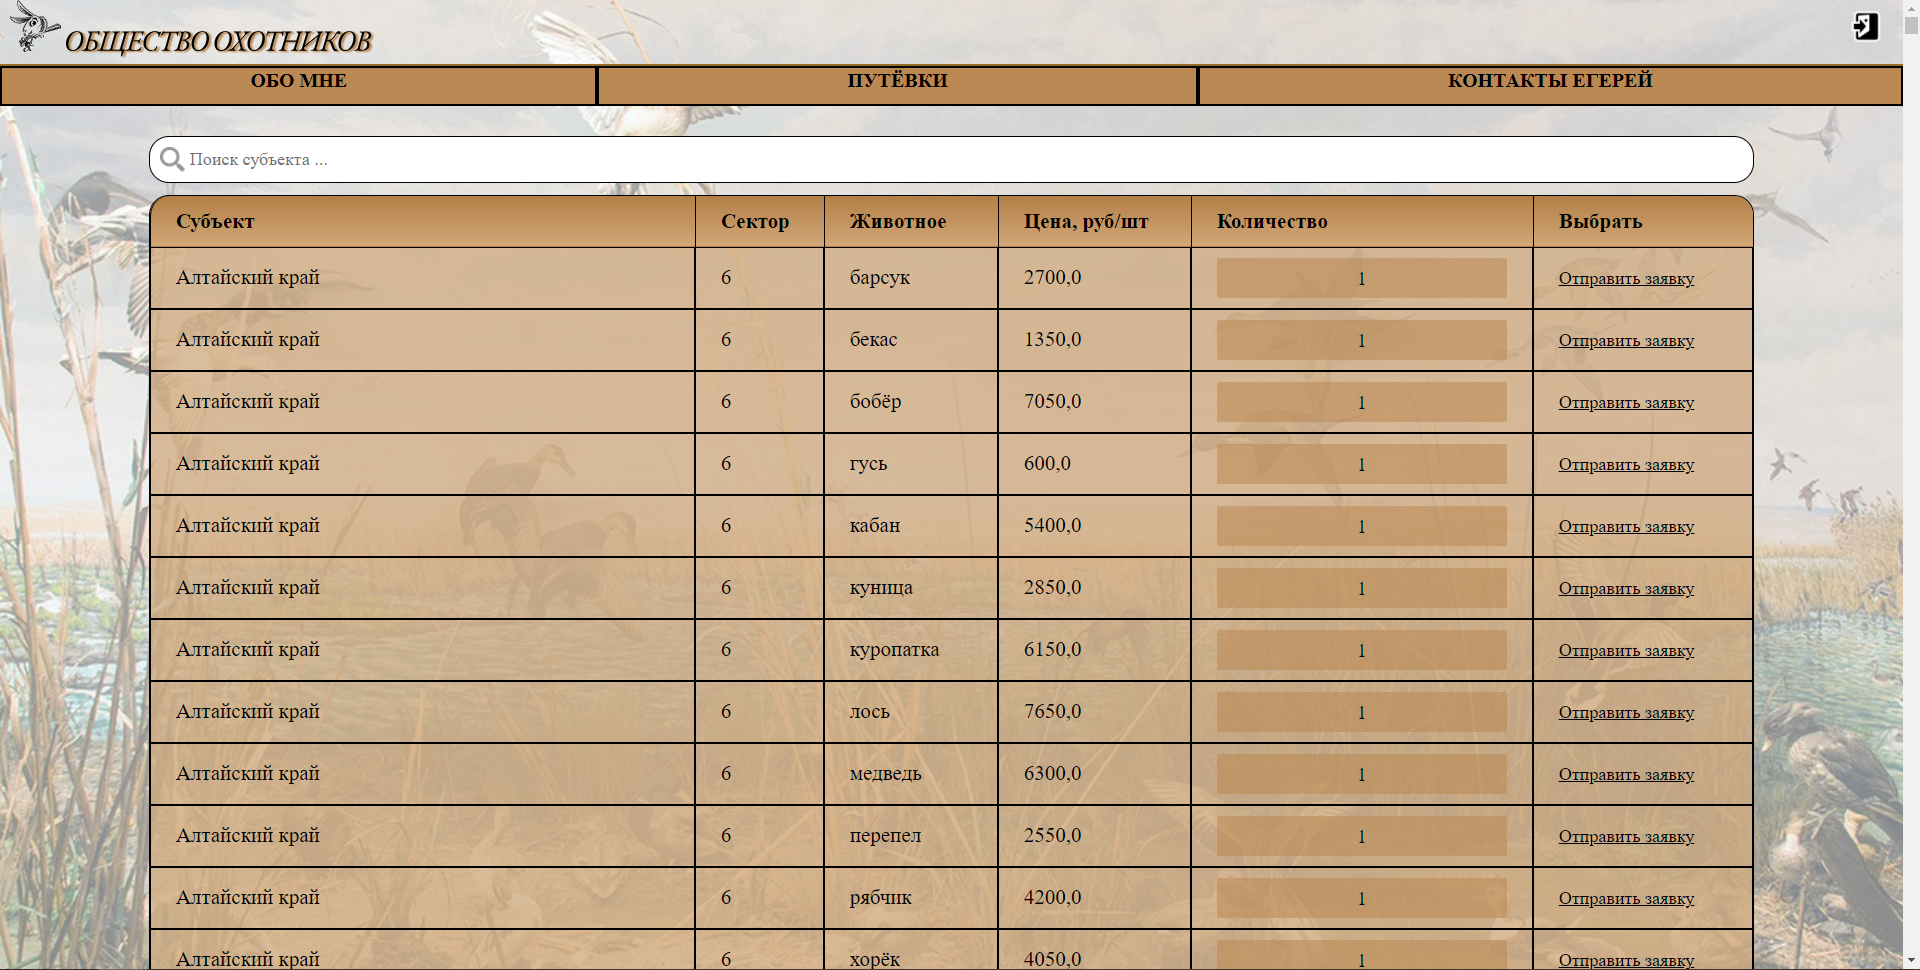 ОБЩЕСТВО ОХОТНИКОВ
ОБО МНЕ ПУТЁВКИ КОНТАКТЫ ЕГЕРЕЙ
Поиск субъекта ...
Субъект Сектор Животное Цена, руб/шт Количество Выбрать
Алтайский край 6 барсук 2700,0 1 Отправить заявку
Алтайский край 6 бекас 1350,0 1 Отправить заявку
Алтайский край 6 бобёр 7050,0 1 Отправить заявку
Алтайский край 6 гусь 600,0 1 Отправить заявку
Алтайский край 6 кабан 5400,0 1 Отправить заявку
Алтайский край 6 куница 2850,0 1 Отправить заявку
Алтайский край 6 куропатка 6150,0 1 Отправить заявку
Алтайский край 6 лось 7650,0 1 Отправить заявку
Алтайский край 6 медведь 6300,0 1 Отправить заявку
Алтайский край 6 перепел 2550,0 1 Отправить заявку
Алтайский край 6 рябчик 4200,0 1 Отправить заявку
Алтайский край 6 хорёк 4050,0 1 Отправить заявку